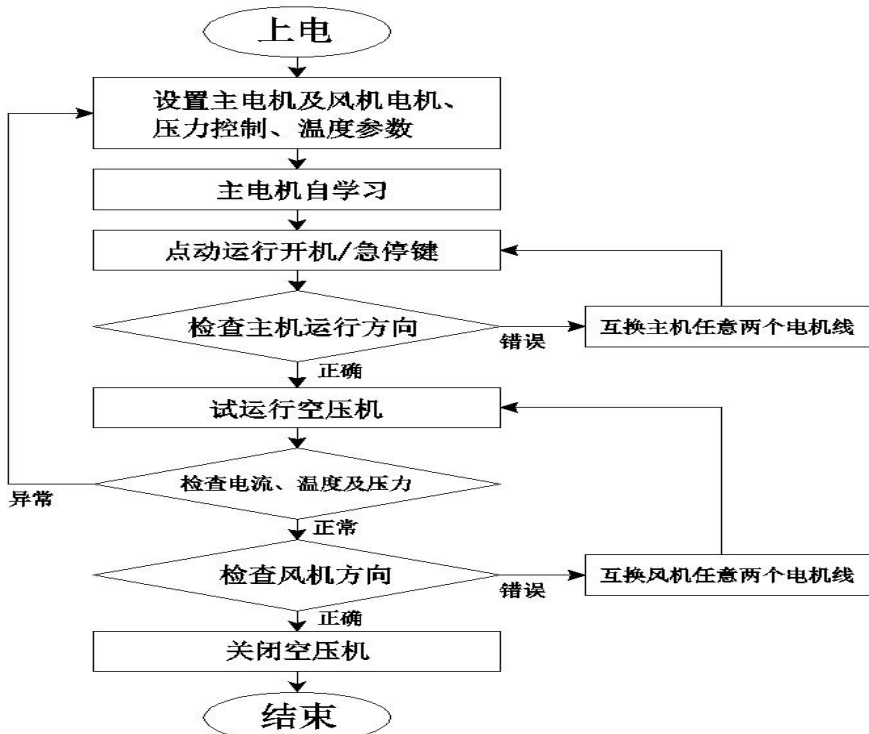 上电
设置主电机及风机电机、
压力控制、温度参数
主电机自学习
点动运行开机/急停键
检查主机运行方向
错误
互换主机任意两个电机线
正确
试运行空压机
检查电流、温度及压力
异常
正常
检查风机方向
错误
互换风机任意两个电机线
正确
关闭空压机
结束